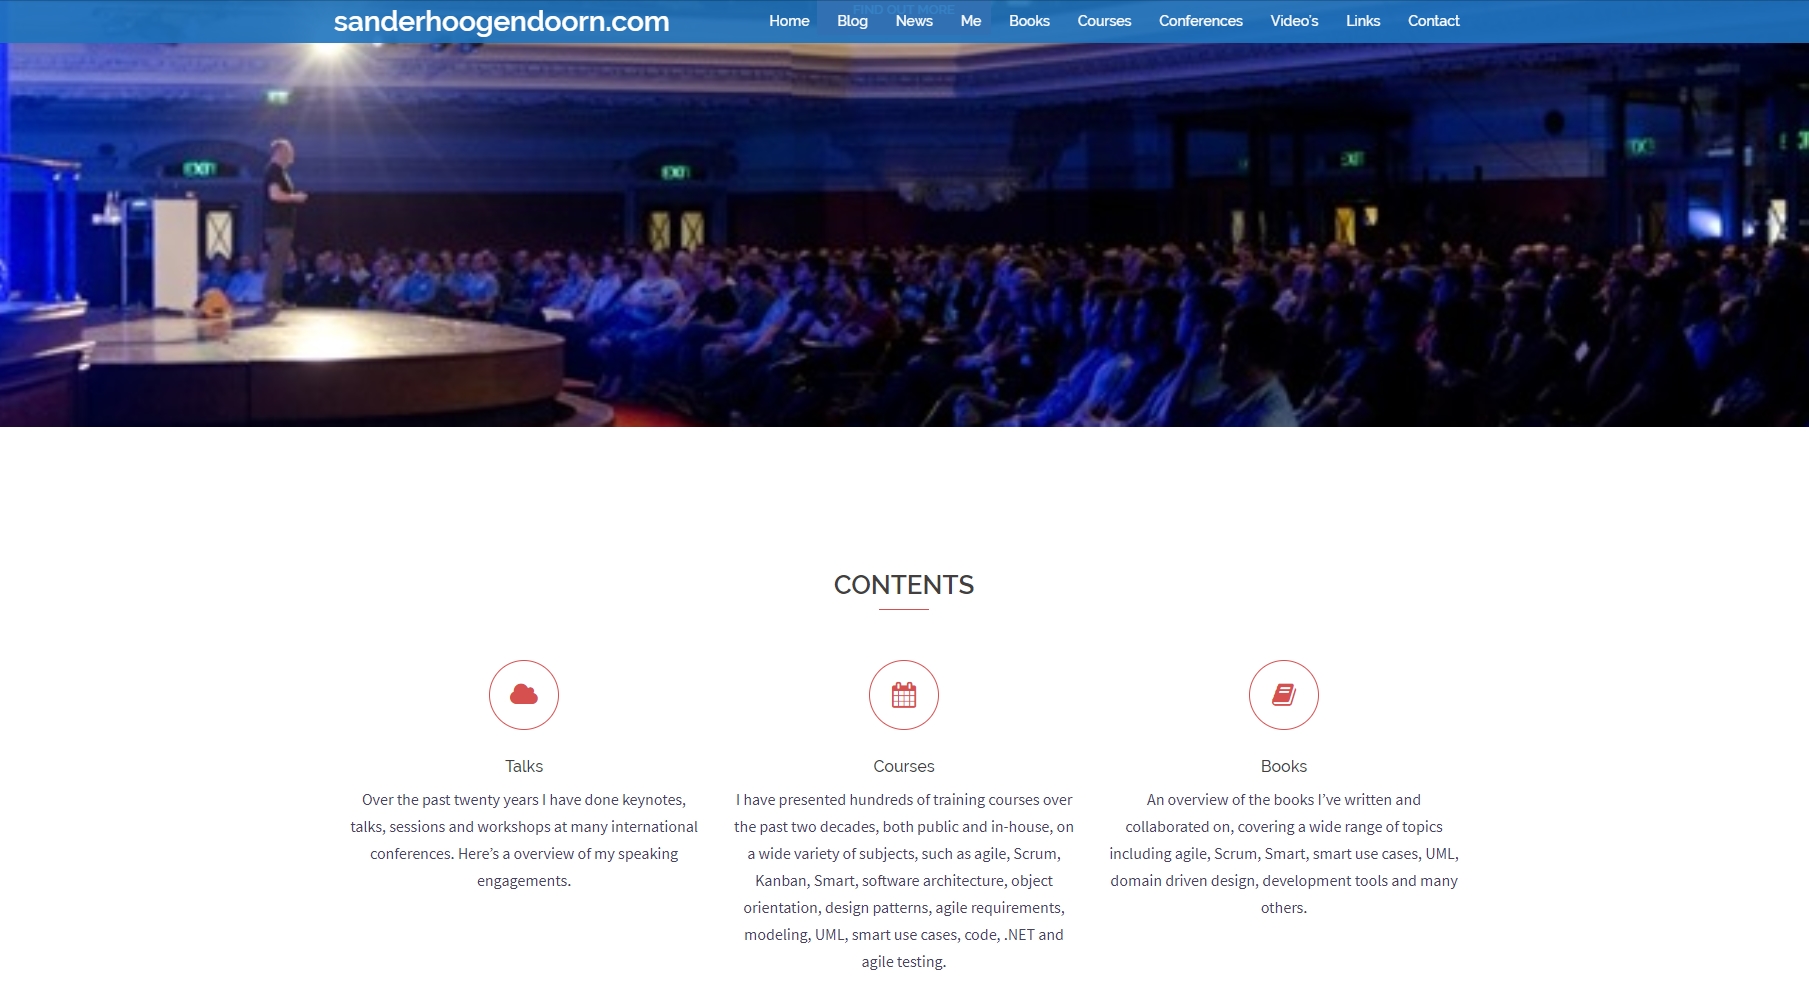 FIND OUT MORE
sanderhoogendoorn.com
Home Blog News Me Books Courses Conferences Video's Links Contact
EXIT
EXIT
EXIT
CONTENTS
Talks
Over the past twenty years I have done keynotes,
talks, sessions and workshops at many international
conferences. Here’s a overview of my speaking
engagements.
Courses
I have presented hundreds of training courses over
the past two decades, both public and in-house, on
a wide variety of subjects, such as agile, Scrum,
Kanban, Smart, software architecture, object
orientation, design patterns, agile requirements,
modeling, UML, smart use cases, code, .NET and
agile testing.
Books
An overview of the books I’ve written and
collaborated on, covering a wide range of topics
including agile, Scrum, Smart, smart use cases, UML,
domain driven design, development tools and many
others.